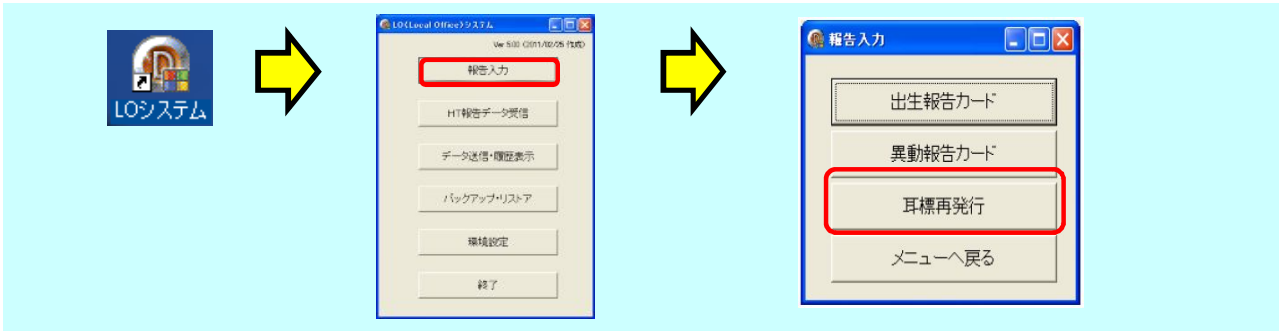 LOシステム
LO(Local Office)システム
Ver 5.00 (2011/02/25 作成)
報告入力
HT報告データ受信
データ送信・履歴表示
バックアップ・リストア
環境設定
終了
報告入力
出生報告カード
異動報告カード
耳標再発行
メニューへ戻る